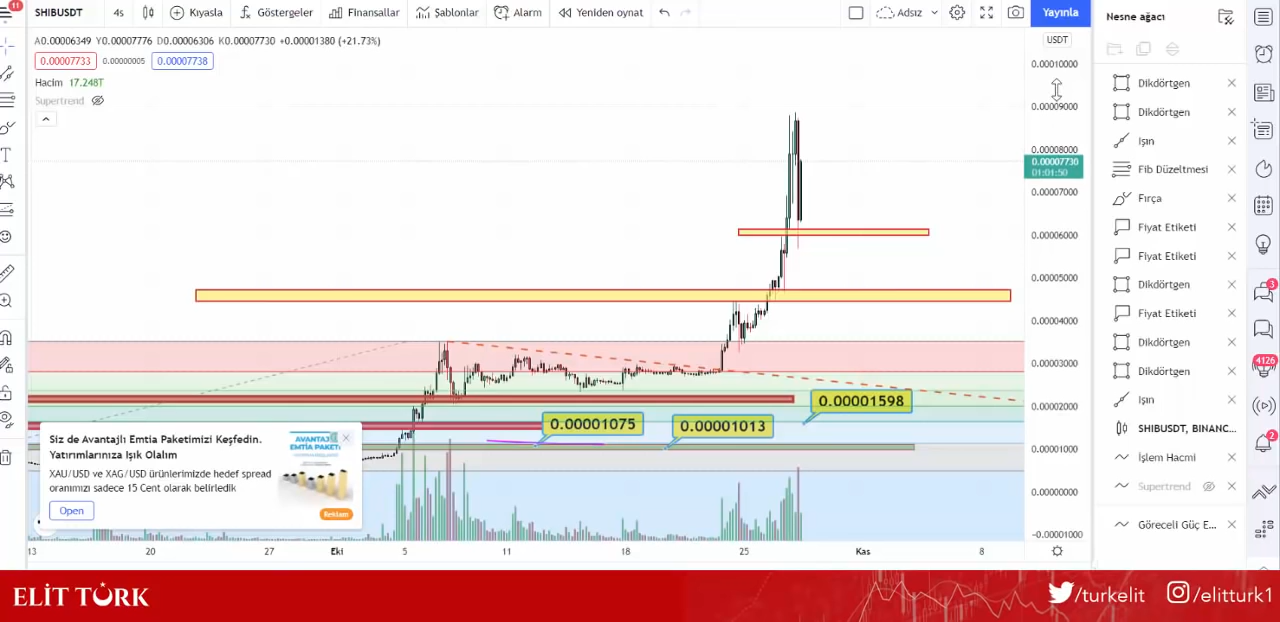 11
SHIBUSDT 4s Kıyasla Göstergeler Finansallar Şablonlar Alarm Yeniden oynat Adsız Yayınla
A0.00006349 Y0.00007776 D0.00006306 K0.00007730 +0.00001380 (+21.73%)
0.00007733 0.00000005 0.00007738
Hacim 17.248T
Supertrend
USDT
0.00010000
0.00009000
0.00008000
0.00007730
01:01:50
0.00007000
0.00006000
0.00005000
0.00004000
0.00003000
0.00002000
0.00001000
0.00000000
-0.00001000
0.00001598
0.00001075
0.00001013
Siz de Avantajlı Emtia Paketimizi Keşfedin.
Yatırımlarınıza Işık Olalım
XAU/USD ve XAG/USD ürünlerimizde hedef spread
oranımızı sadece 15 Cent olarak belirledik
Open
AVANTAJLI
EMTİA PAKETİ
Reklam
13 20 27 Eki 5 11 18 25 Kas 8
Nesne ağacı
Dikdörtgen
Dikdörtgen
Işın
Fib Düzeltmesi
Fırça
Fiyat Etiketi
Fiyat Etiketi
Dikdörtgen
Fiyat Etiketi
Dikdörtgen
Dikdörtgen
Işın
SHIBUSDT, BINANC...
İşlem Hacmi
Supertrend
Göreceli Güç E...
3
4126
2
ELİT TÜRK
/turkelit /elitturk1